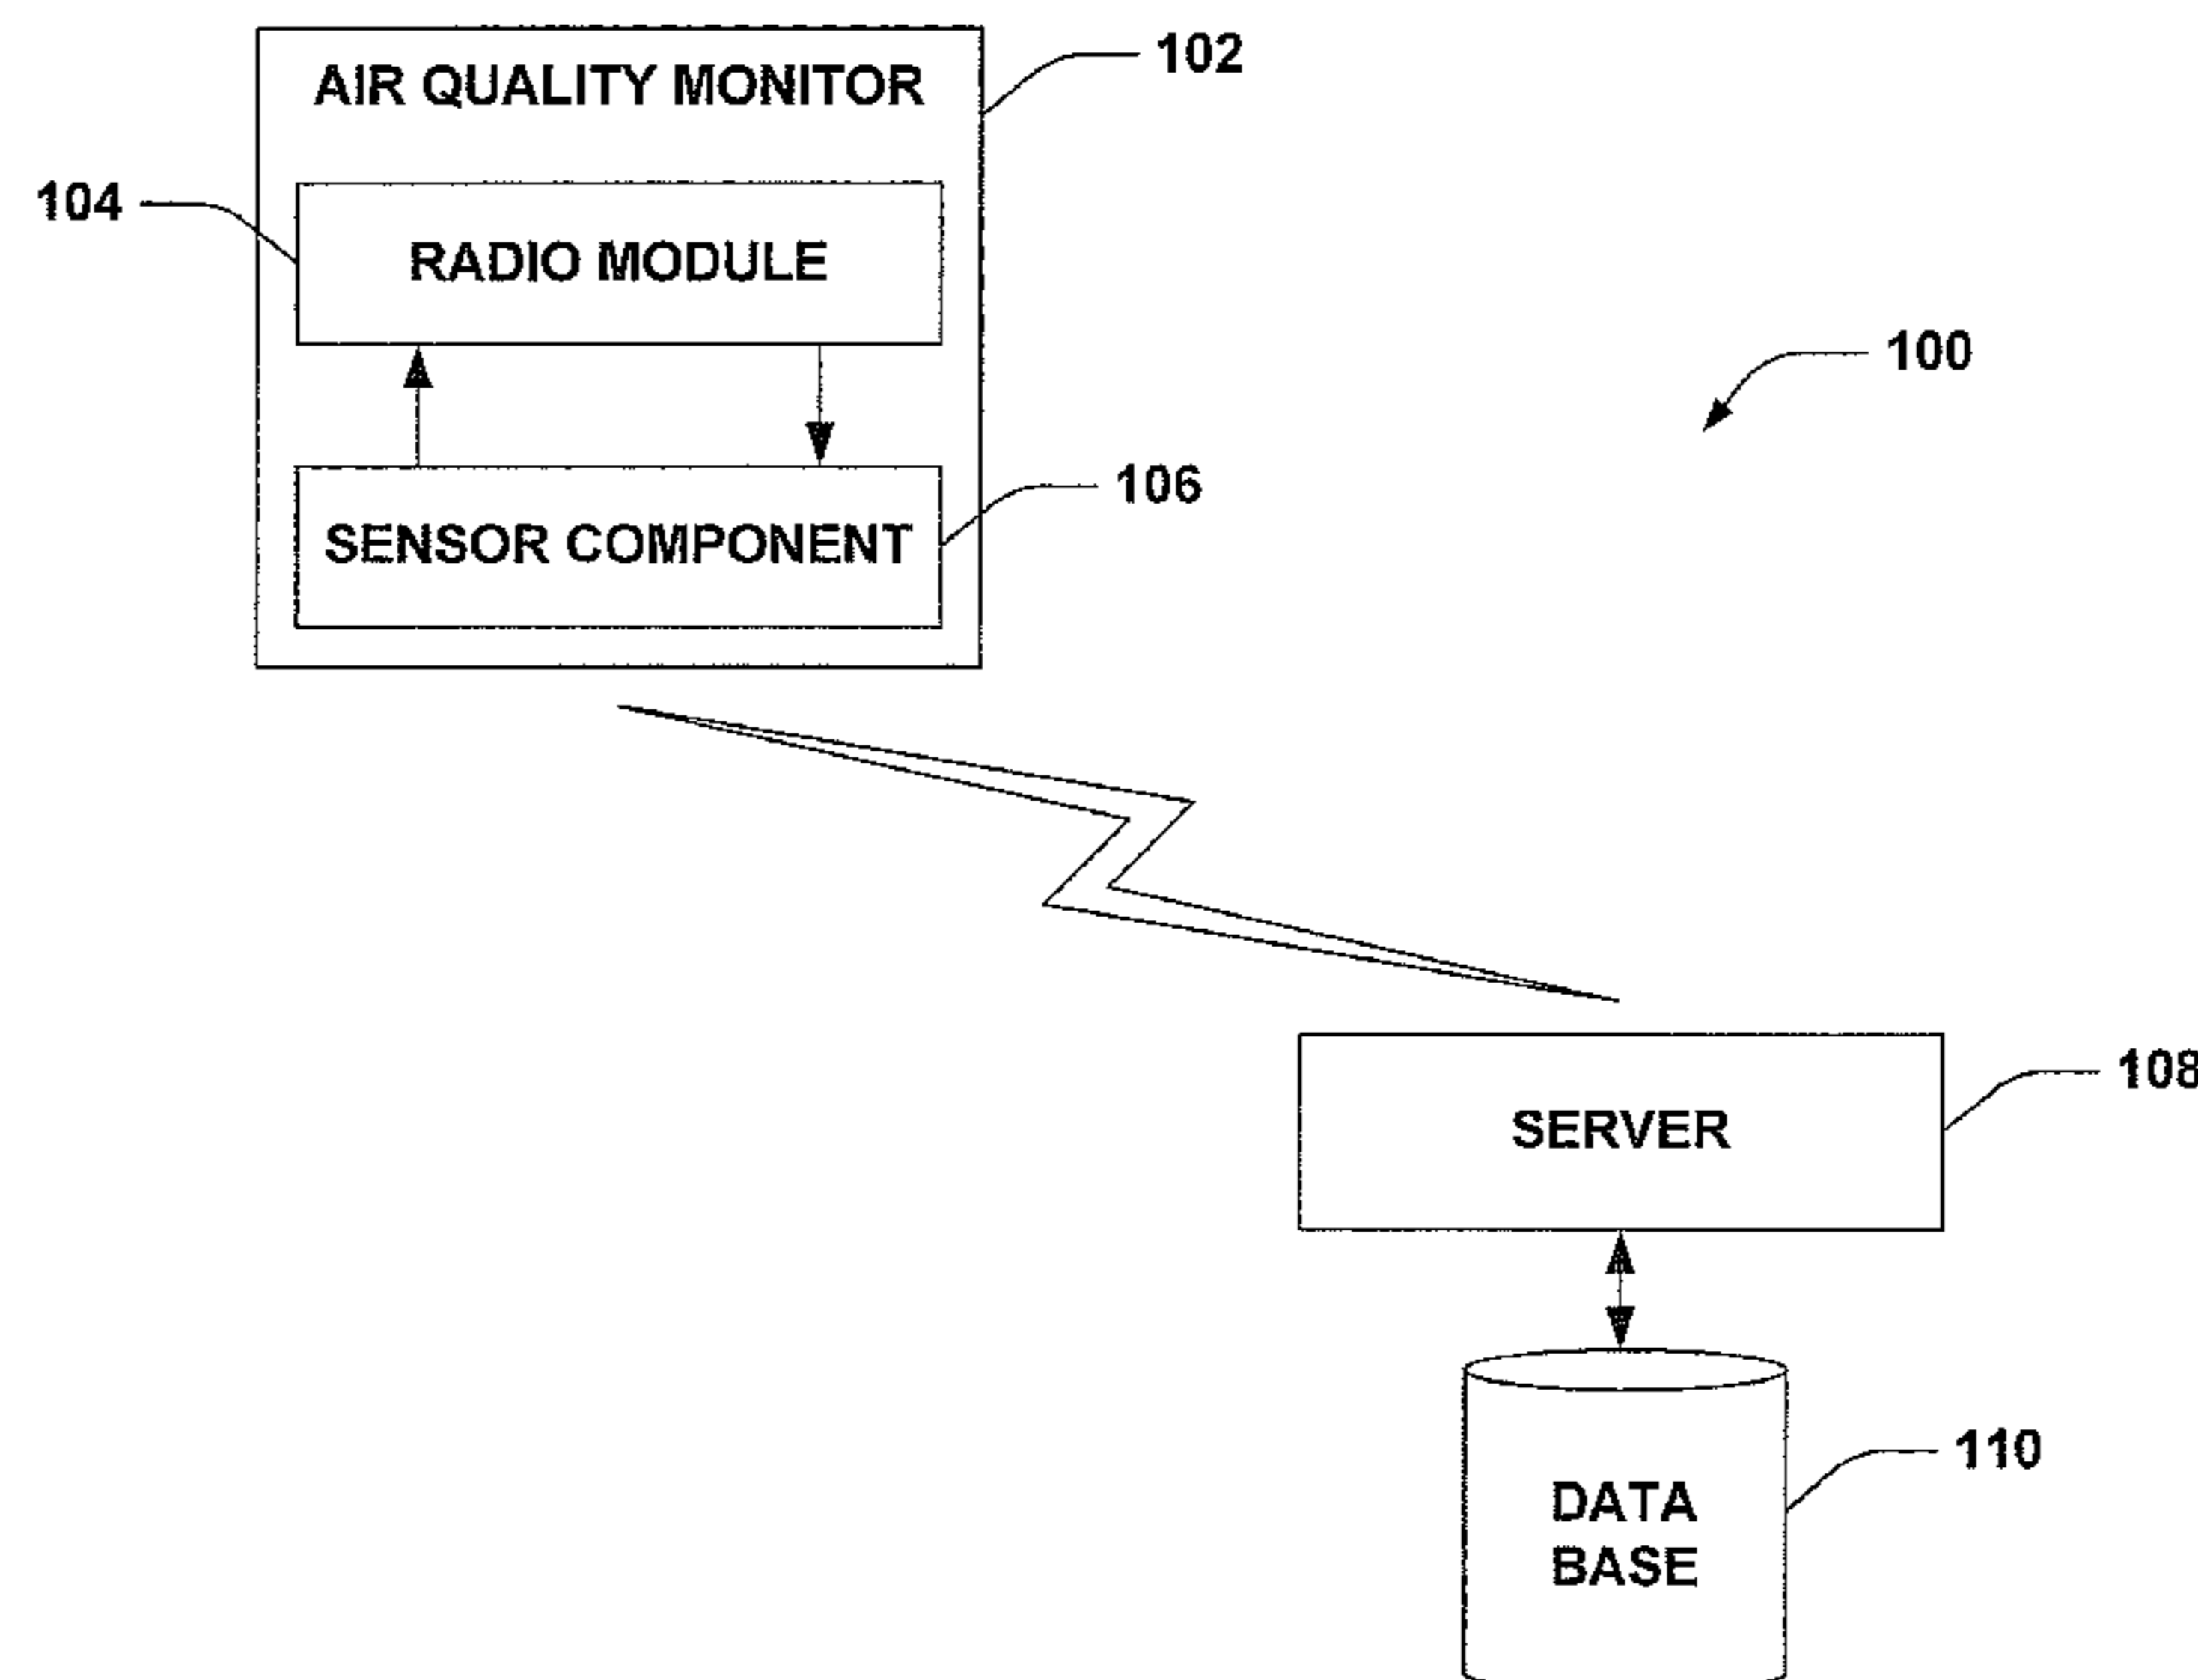 AIR QUALITY MONITOR
102
104
RADIO MODULE
100
106
SENSOR COMPONENT
108
SERVER
110
DATA
BASE